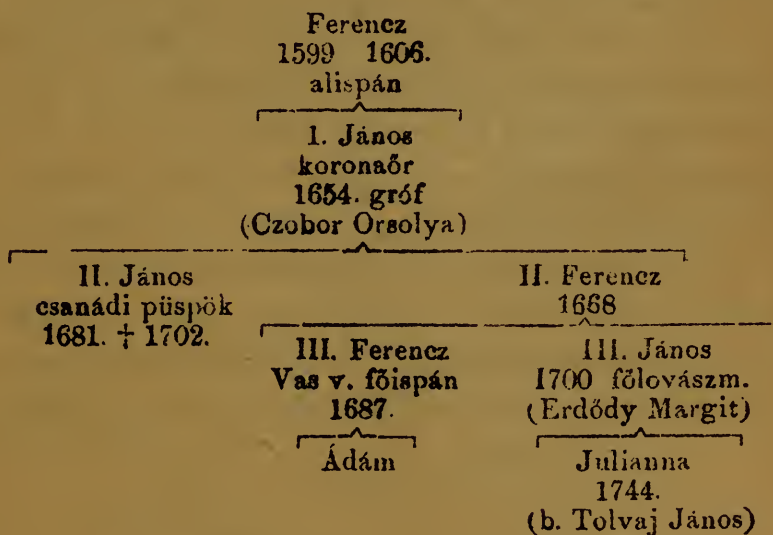 Ferencz
1599 1606.
alispán
I. János
koronaőr
1654. gróf
(Czobor Orsolya)
II. János
csanádi püspök
1681. † 1702.
II. Ferencz
1668
III. Ferencz
Vas v. főispán
1687.
Ádám
III. János
1700 főlovászm.
(Erdődy Margit)
Julianna
1744.
(b. Tolvaj János)